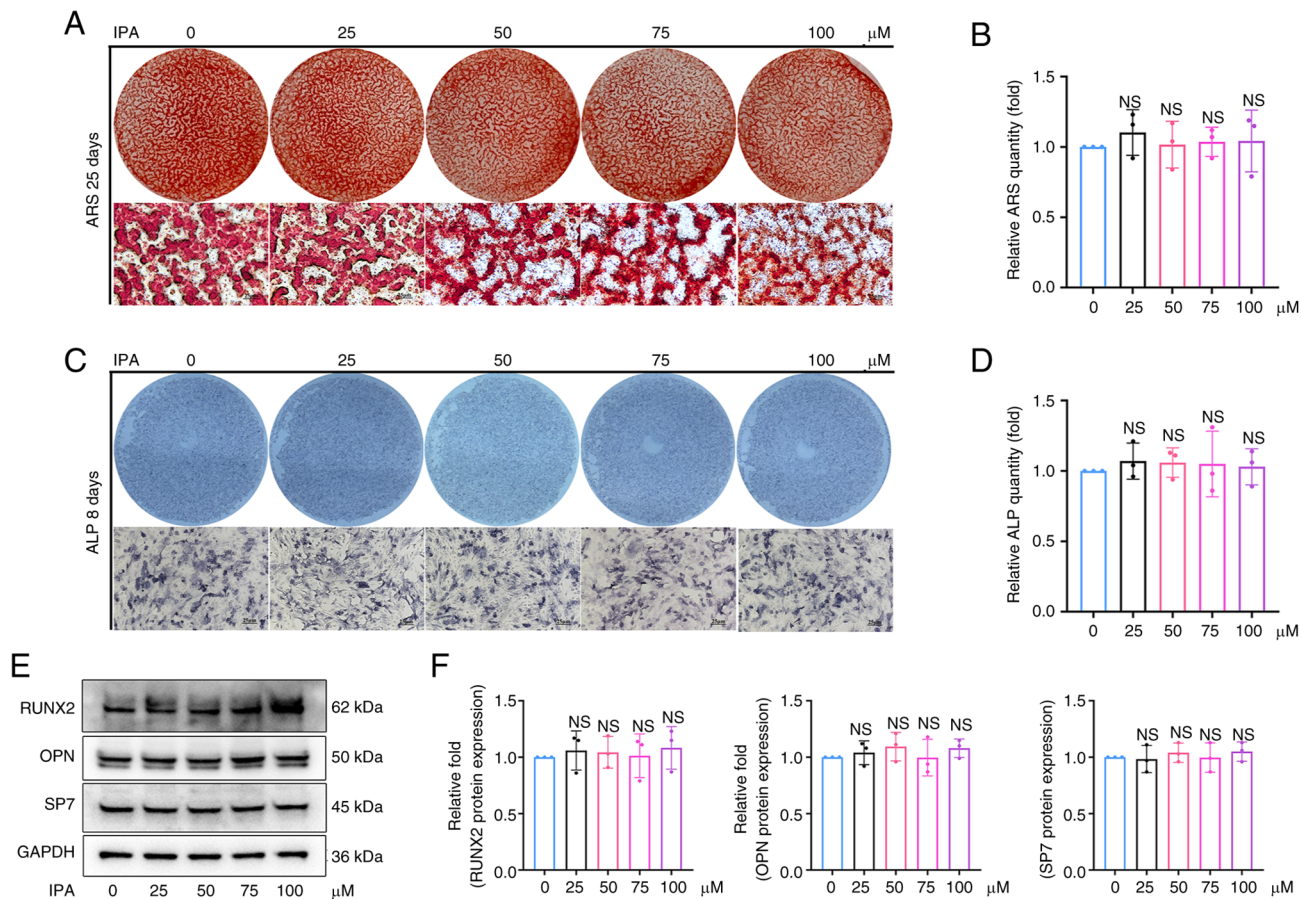 A
IPA 0 25 50 75 100 μM
ARS 25 days
B
Relative ARS quantity (fold)
1.5
1.0
0.5
0.0
NS NS NS NS
0 25 50 75 100 μM
C
IPA 0 25 50 75 100 μM
ALP 8 days
25μm 25μm 25μm 25μm 25μm
D
Relative ALP quantity (fold)
1.5
1.0
0.5
0.0
NS NS NS NS
0 25 50 75 100 μM
E
RUNX2 62 kDa
OPN 50 kDa
SP7 45 kDa
GAPDH 36 kDa
IPA 0 25 50 75 100 μM
F
Relative fold
(RUNX2 protein expression)
1.5
1.0
0.5
0.0
NS NS NS NS
0 25 50 75 100 μM
Relative fold
(OPN protein expression)
1.5
1.0
0.5
0.0
NS NS NS NS
0 25 50 75 100 μM
Relative fold
(SP7 protein expression)
1.5
1.0
0.5
0.0
NS NS NS NS
0 25 50 75 100 μM